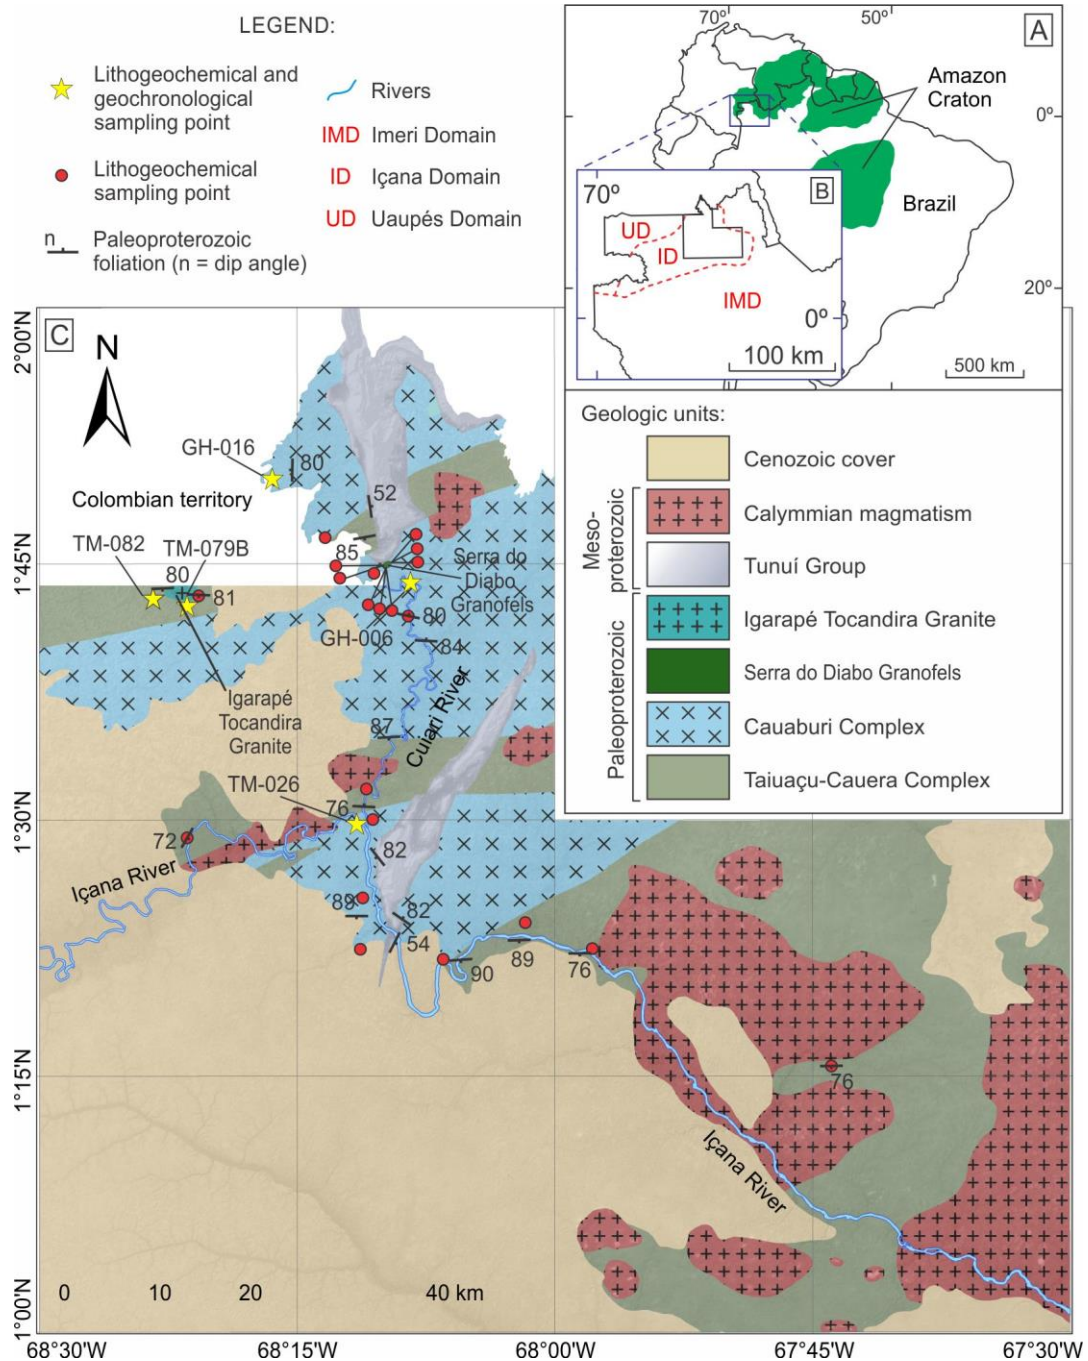 LEGEND:
Lithogeochemical and
geochronological
sampling point
Lithogeochemical
sampling point
n
Paleoproterozoic
foliation (n = dip angle)
Rivers
IMD Imeri Domain
ID Içana Domain
UD Uaupés Domain
A
70º
50º
Amazon
Craton
0º
Brazil
20º
500 km
B
70º
UD
ID
IMD
0º
100 km
Geologic units:
Cenozoic cover
Meso-
proterozoic
Calymmian magmatism
Tunuí Group
Paleoproterozoic
Igarapé Tocandira Granite
Serra do Diabo Granofels
Cauaburi Complex
Taiuaçu-Cauera Complex
C
N
2°00'N
1°45'N
1°30'N
1°15'N
1°00'N
GH-016
80
Colombian territory
52
TM-082
TM-079B
85
Serra do
Diabo
Granofels
80
81
80
GH-006
84
Igarapé
Tocandira
Granite
Cuiari River
87
TM-026
76
72
82
Içana River
89
82
54
90
89
76
76
Içana River
0 10 20 40 km
68°30'W 68°15'W 68°00'W 67°45'W 67°30'W